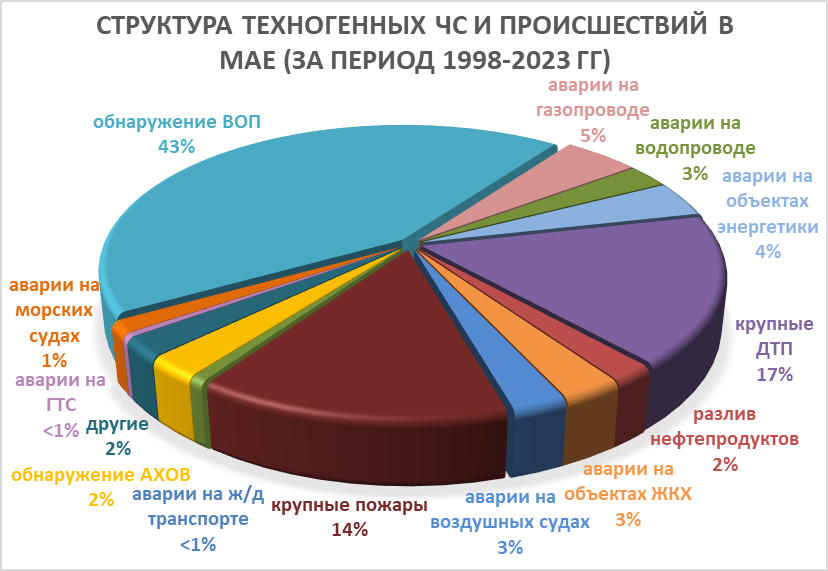 СТРУКТУРА ТЕХНОГЕННЫХ ЧС И ПРОИСШЕСТВИЙ В
МАЕ (ЗА ПЕРИОД 1998-2023 ГГ)
обнаружение ВОП
43%
аварии на
газопроводе
5%
аварии на
водопроводе
3%
аварии на
объектах
энергетики
4%
крупные
ДТП
17%
разлив
нефтепродуктов
2%
аварии на
объектах ЖКХ
3%
аварии на
воздушных судах
3%
крупные пожары
14%
аварии на ж/д
транспорте
<1%
обнаружение АХОВ
2%
другие
2%
аварии на
ГТС
<1%
аварии на
морских
судах
1%